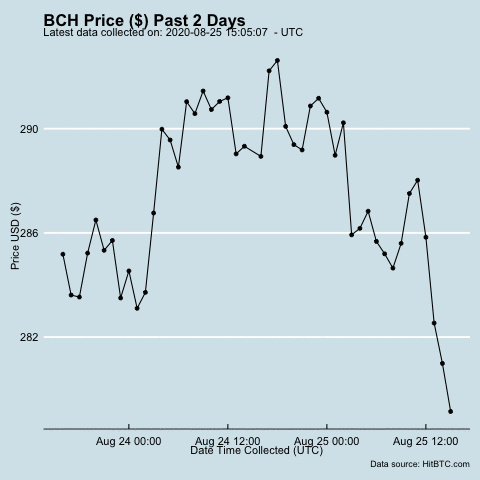 BCH Price ($) Past 2 Days
Latest data collected on: 2020-08-25 15:05:07 - UTC
290
286
282
Price USD ($)
Aug 24 00:00 Aug 24 12:00 Aug 25 00:00 Aug 25 12:00
Date Time Collected (UTC)
Data source: HitBTC.com